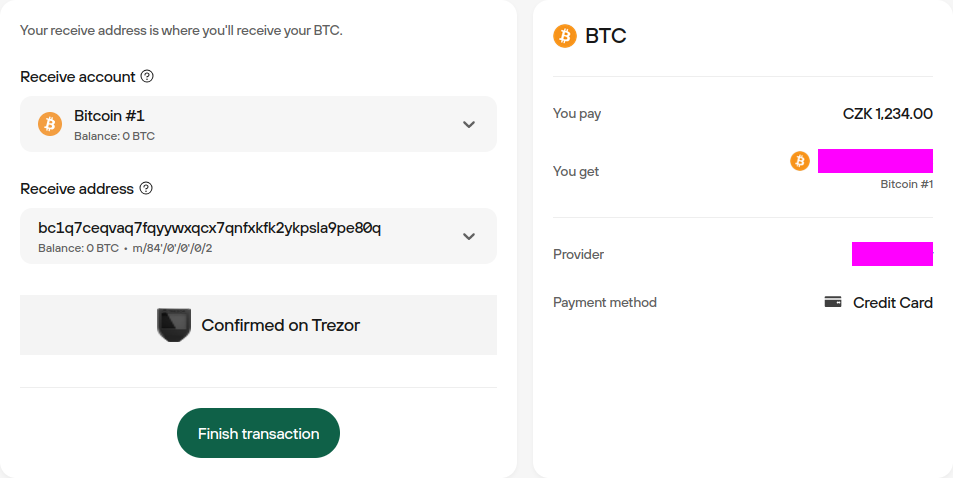 Your receive address is where you'll receive your BTC.
Receive account
Bitcoin #1
Balance: 0 BTC
Receive address
bc1q7ceqvaq7fqyywxqcx7qnfxkfk2ykpsla9pe80q
Balance: 0 BTC • m/84'/0'/0'/0/2
Confirmed on Trezor
Finish transaction
BTC
You pay CZK 1,234.00
You get
Bitcoin #1
Provider
Payment method Credit Card